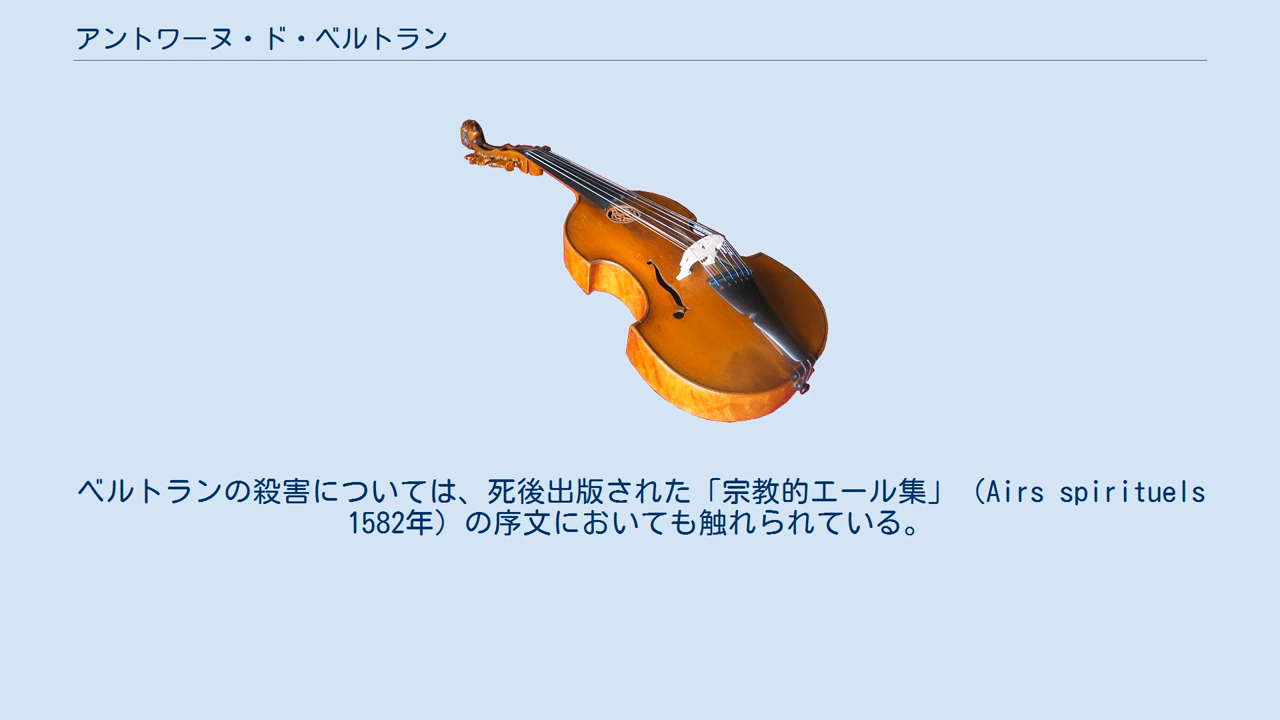 アントワーヌ・ド・ベルトラン
ベルトランの殺害については、死後出版された「宗教的エール集」（Airs spirituels
1582年）の序文においても触れられている。